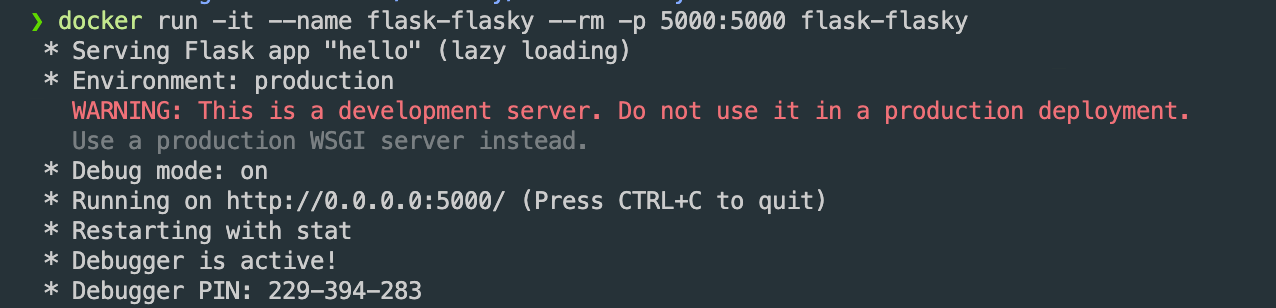 ❯ docker run -it --name flask-flasky --rm -p 5000:5000 flask-flasky
* Serving Flask app "hello" (lazy loading)
* Environment: production
WARNING: This is a development server. Do not use it in a production deployment.
Use a production WSGI server instead.
* Debug mode: on
* Running on http://0.0.0.0:5000/ (Press CTRL+C to quit)
* Restarting with stat
* Debugger is active!
* Debugger PIN: 229-394-283